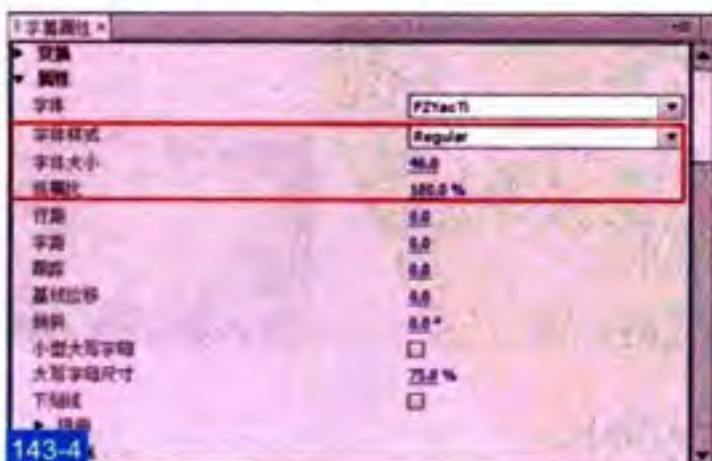 字幕属性 ×
变换
属性
字体 FZYaoTi
字体样式 Regular
字体大小 46.0
纵横比 100.0 %
行距 0.0
字距 0.0
跟踪 0.0
基线位移 0.0
倾斜 0.0 °
小型大写字母
大写字母尺寸 75.0 %
下划线
扭曲
143-4